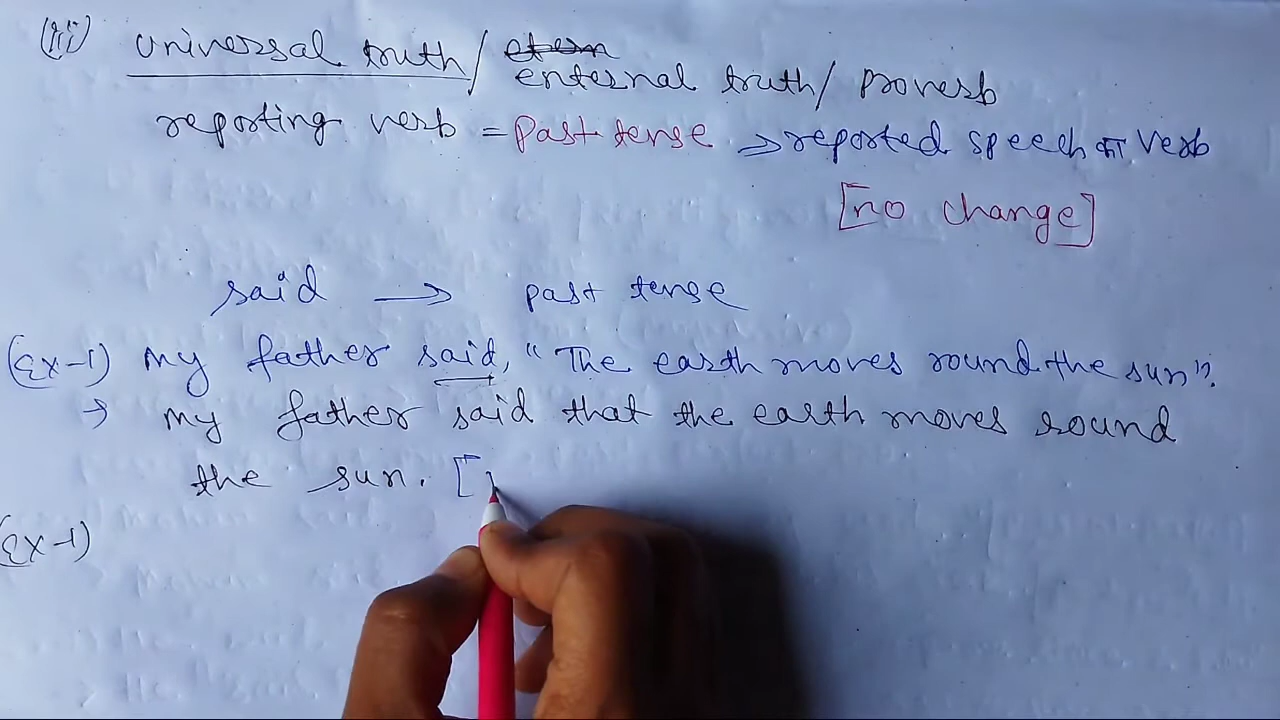 (iii) universal truth/ etern
enternal truth/ proverb
reporting verb = Past tense ⇒ reported speech का verb
[no change]
said → past tense
(Ex-1) My father said, "The earth moves round the sun".
→ My father said that the earth moves round
the sun. [
(Ex-1)